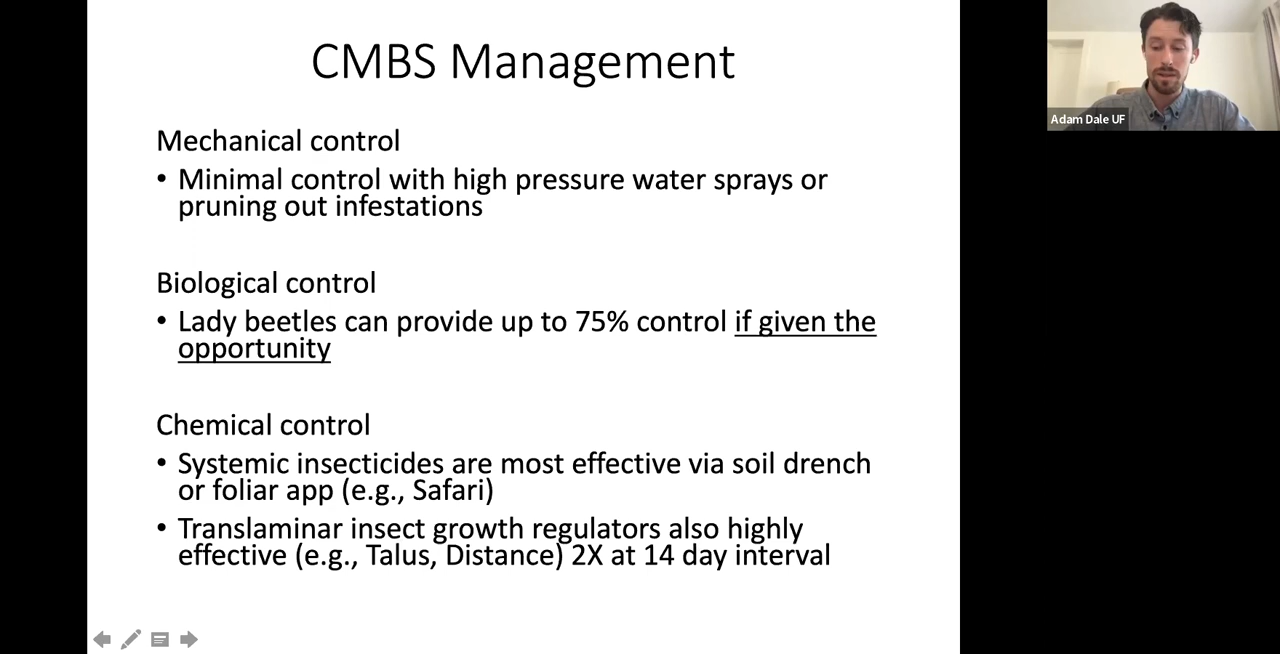 CMBS Management
Adam Dale UF
Mechanical control
• Minimal control with high pressure water sprays or
pruning out infestations
Biological control
• Lady beetles can provide up to 75% control if given the
opportunity
Chemical control
• Systemic insecticides are most effective via soil drench
or foliar app (e.g., Safari)
• Translaminar insect growth regulators also highly
effective (e.g., Talus, Distance) 2X at 14 day interval